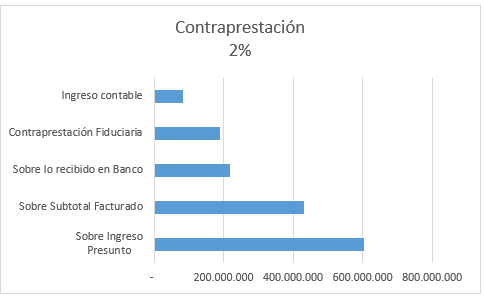 Contraprestación
2%
Ingreso contable
Contraprestación Fiduciaria
Sobre lo recibido en Banco
Sobre Subtotal Facturado
Sobre Ingreso
Presunto
- 200.000.000 400.000.000 600.000.000 800.000.000